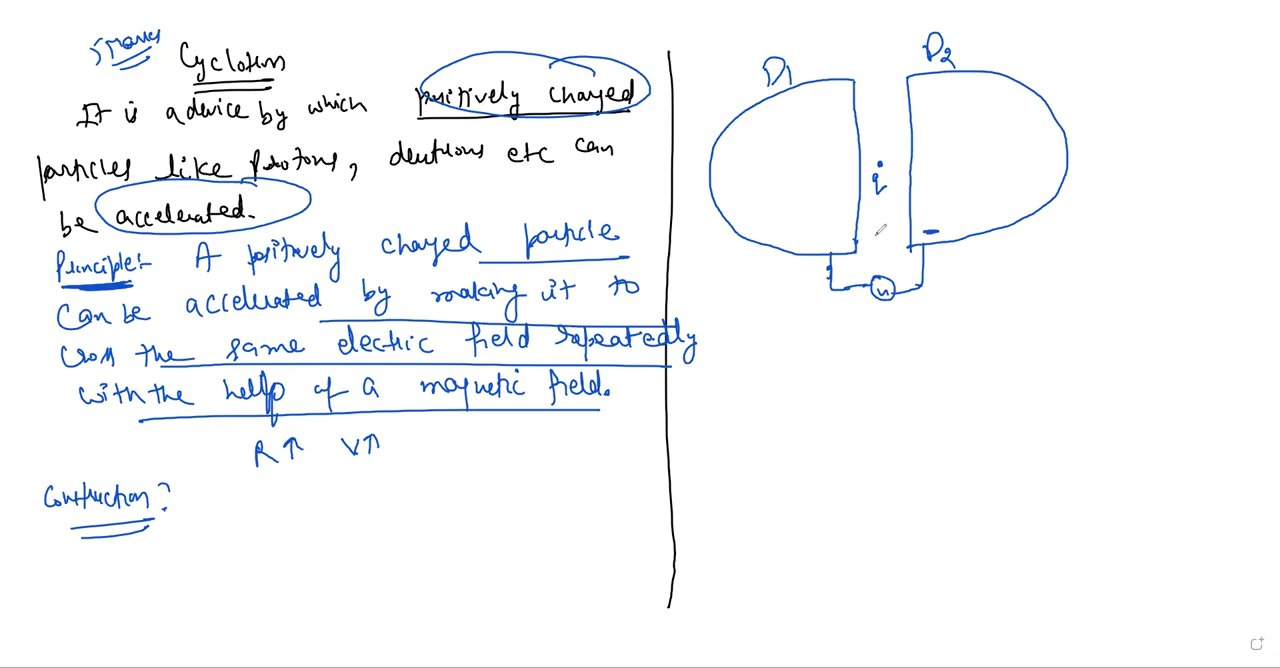 5 marks
Cyclotron
It is a device by which positively charged
particles like protons, deutrons etc can
be accelerated.
Principle:- A positively charged particle
Can be accelerated by making it to
Cross the same electric field repeatedly
with the help of a magnetic field.
R↑ V↑
Construction:
D1
D2
q
-